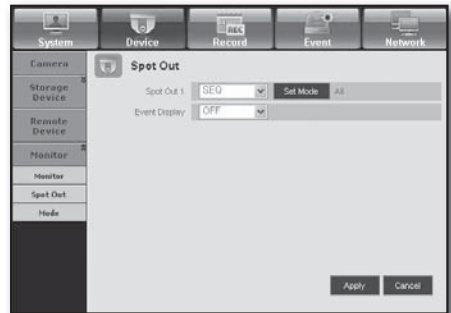 System Device Record Event Network
REC
Camera
Spot Out
Storage
Device
Spot Out 1 SEQ Set Mode All
Event Display OFF
Remote
Device
Monitor
Monitor
Spot Out
Mode
Apply Cancel